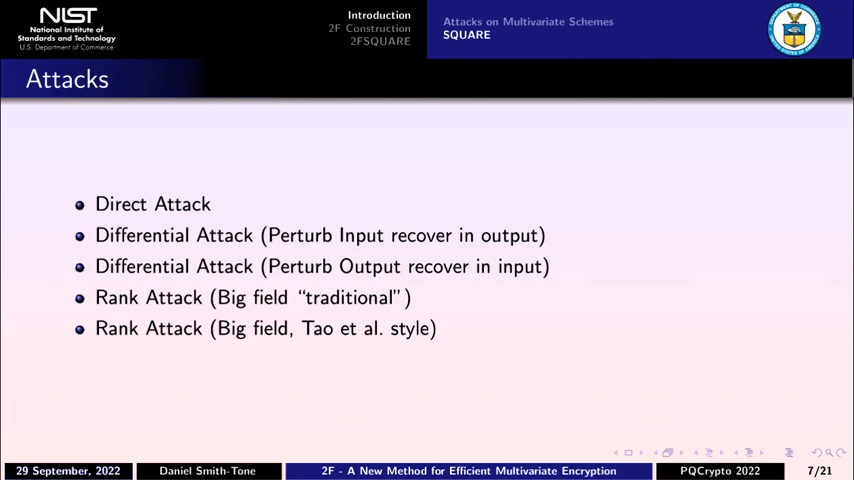 NIST
National Institute of
Standards and Technology
U.S. Department of Commerce
Introduction
2F Construction
2FSQUARE
Attacks on Multivariate Schemes
SQUARE
Attacks
Direct Attack
Differential Attack (Perturb Input recover in output)
Differential Attack (Perturb Output recover in input)
Rank Attack (Big field “traditional”)
Rank Attack (Big field, Tao et al. style)
29 September, 2022
Daniel Smith-Tone
2F - A New Method for Efficient Multivariate Encryption
PQCrypto 2022
7/21